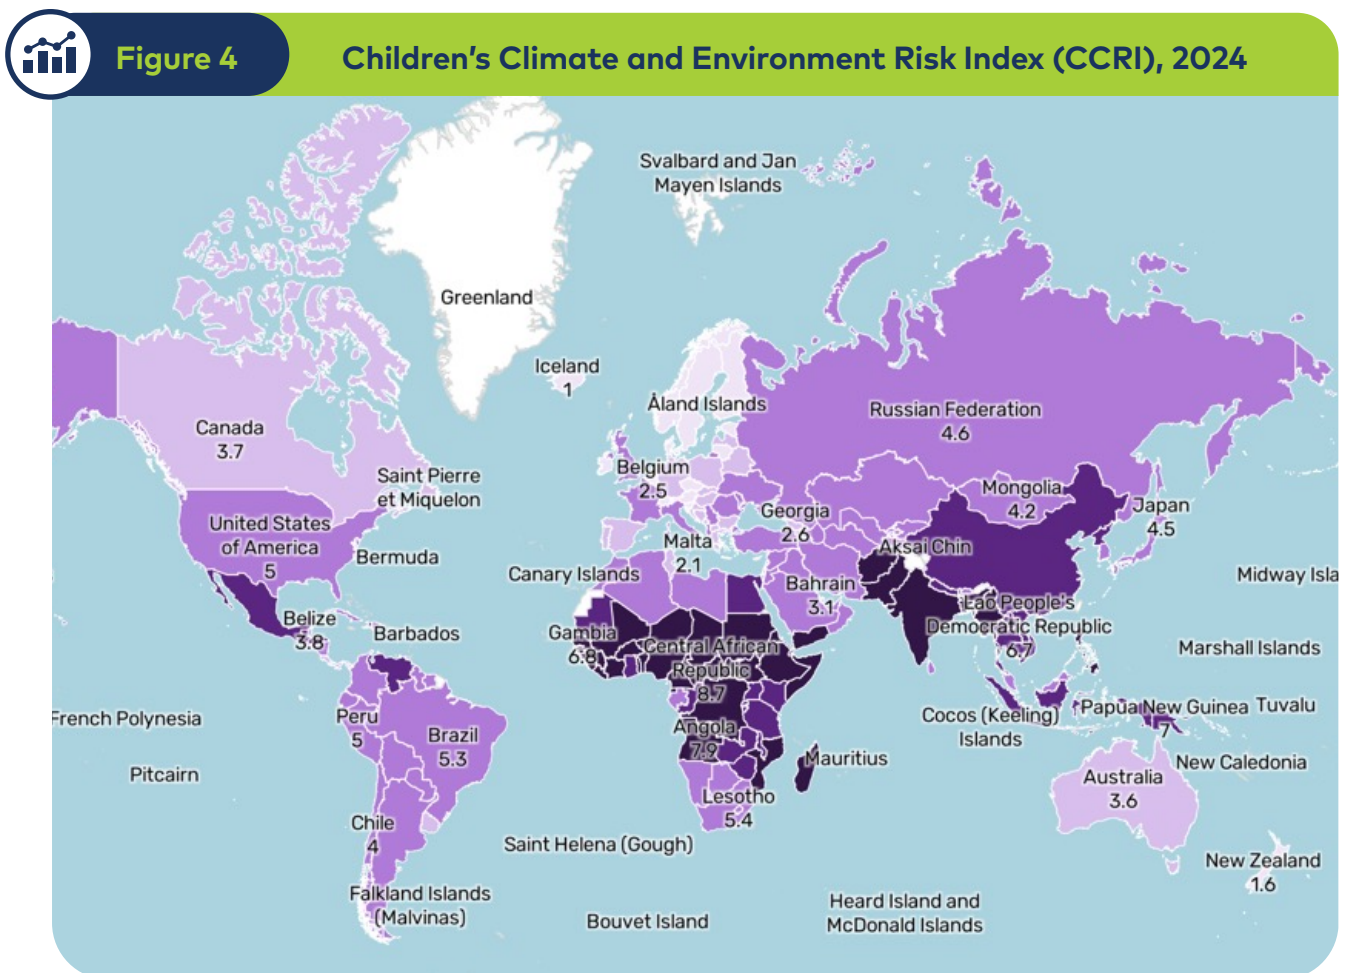 Figure 4
Children's Climate and Environment Risk Index (CCRI), 2024
Svalbard and Jan
Mayen Islands
Greenland
Iceland
1
Åland Islands
Russian Federation
4.6
Canada
3.7
Saint Pierre
et Miquelon
Belgium
2.5
Mongolia
4.2
Japan
4.5
United States
of America
5
Bermuda
Georgia
2.6
Malta
2.1
Aksai Chin
Canary Islands
Bahrain
3.1
Midway Isla
Belize
3.8
Barbados
Gambia
6.8
Central African
Republic
8.7
Lao People's
Democratic Republic
6.7
Marshall Islands
French Polynesia
Peru
5
Brazil
5.3
Angola
7.9
Cocos (Keeling)
Islands
Papua New Guinea
7
Tuvalu
Pitcairn
Mauritius
New Caledonia
Australia
3.6
Lesotho
5.4
Chile
4
Saint Helena (Gough)
New Zealand
1.6
Falkland Islands
(Malvinas)
Bouvet Island
Heard Island and
McDonald Islands